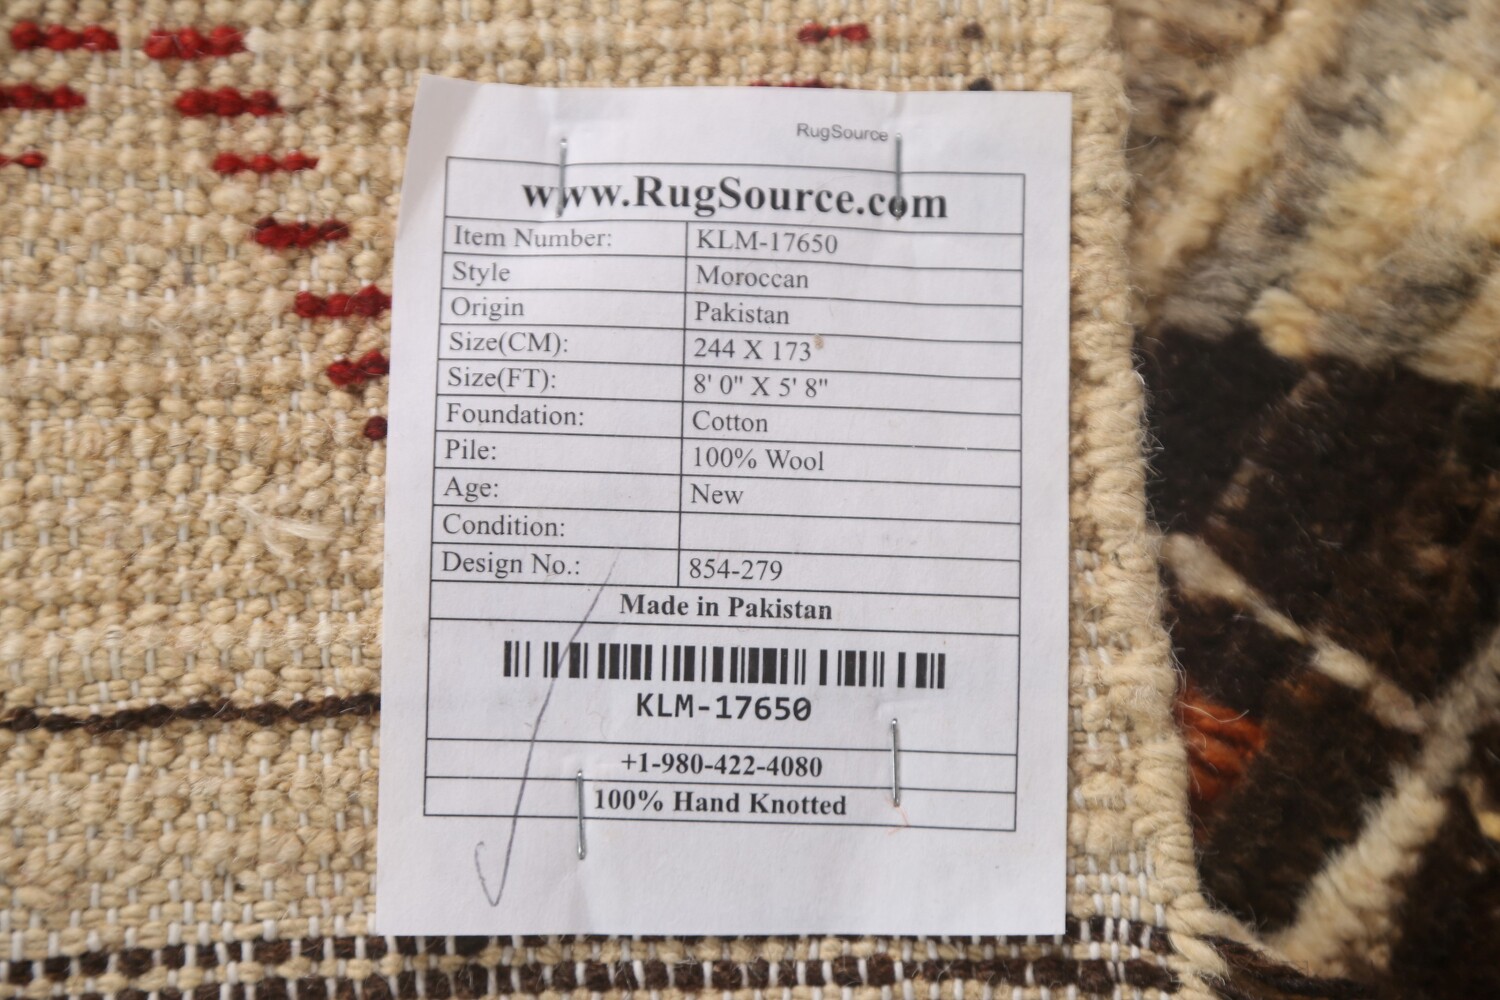 RugSource
www.RugSource.com
Item Number: KLM-17650
Style Moroccan
Origin Pakistan
Size(CM): 244 X 173
Size(FT): 8' 0" X 5' 8"
Foundation: Cotton
Pile: 100% Wool
Age: New
Condition:
Design No.: 854-279
Made in Pakistan
KLM-17650
+1-980-422-4080
100% Hand Knotted